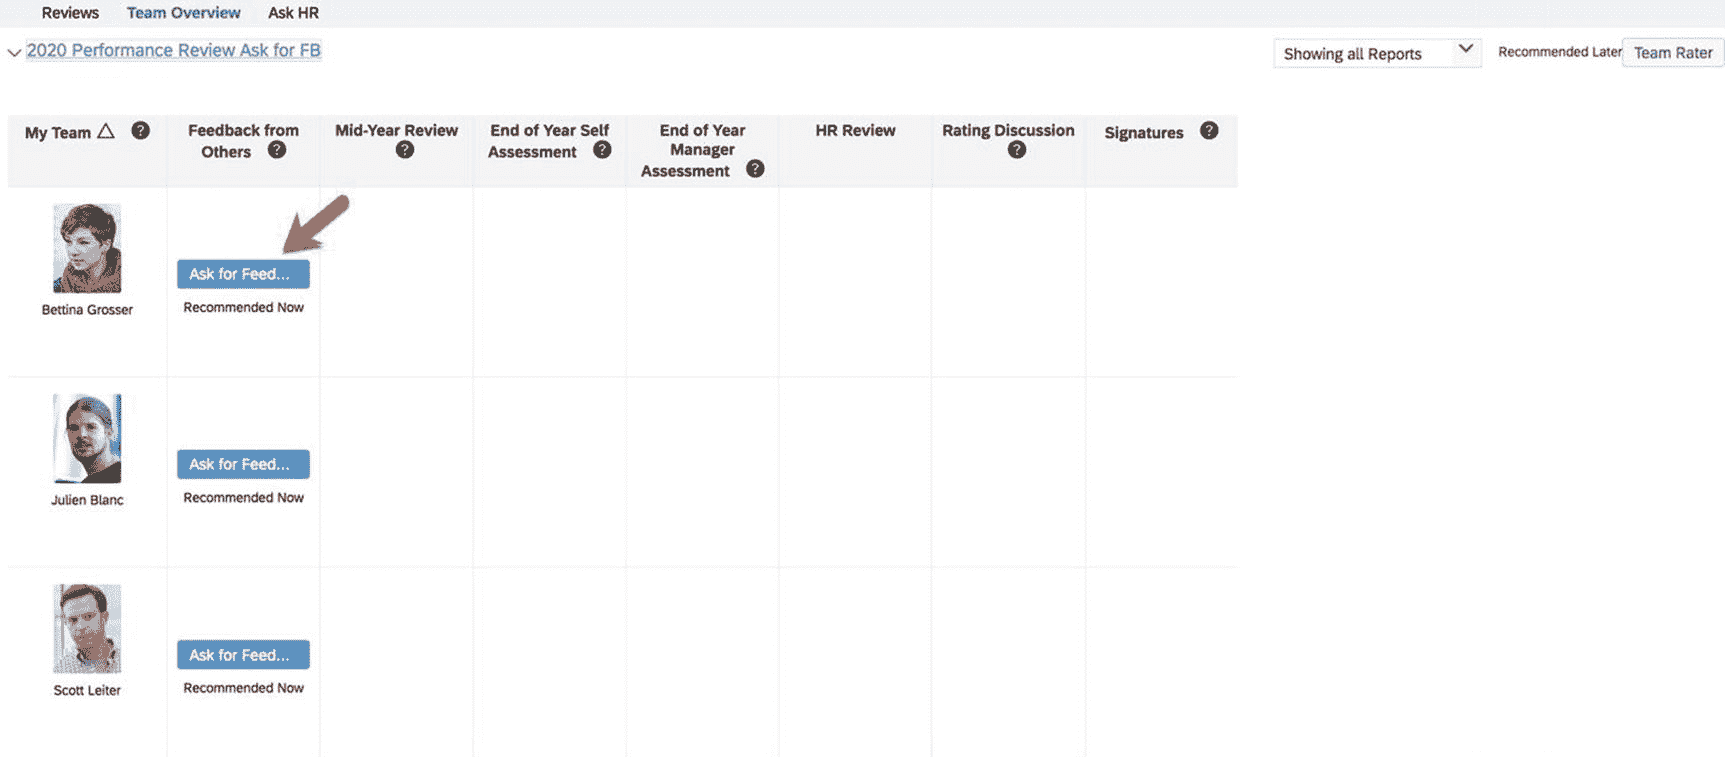 Reviews Team Overview Ask HR
2020 Performance Review Ask for FB
Showing all Reports Recommended Later Team Rater
My Team
Feedback from
Others
Mid-Year Review
End of Year Self
Assessment
End of Year
Manager
Assessment
HR Review
Rating Discussion
Signatures
Ask for Feed...
Recommended Now
Bettina Grosser
Ask for Feed...
Recommended Now
Julien Blanc
Ask for Feed...
Recommended Now
Scott Leiter